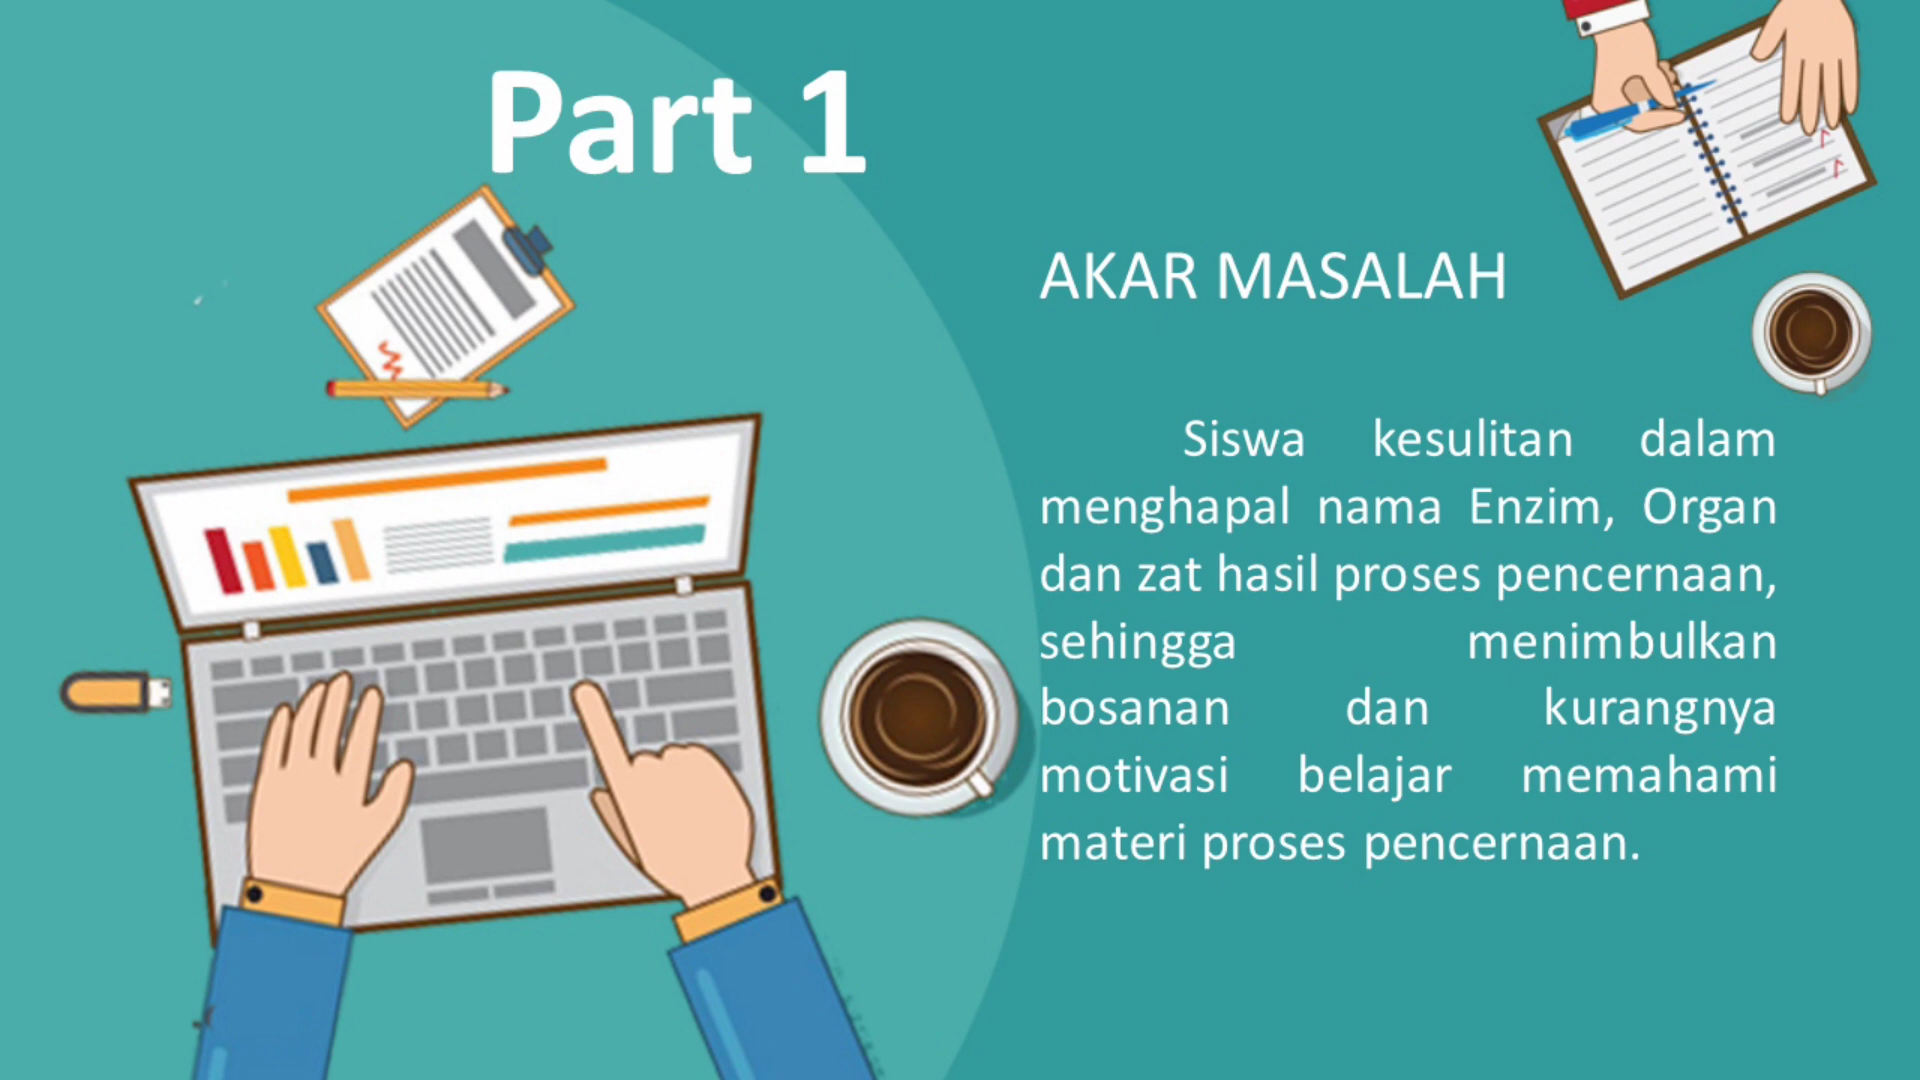 Part 1
AKAR MASALAH
Siswa kesulitan dalam
menghapal nama Enzim, Organ
dan zat hasil proses pencernaan,
sehingga menimbulkan
bosanan dan kurangnya
motivasi belajar memahami
materi proses pencernaan.